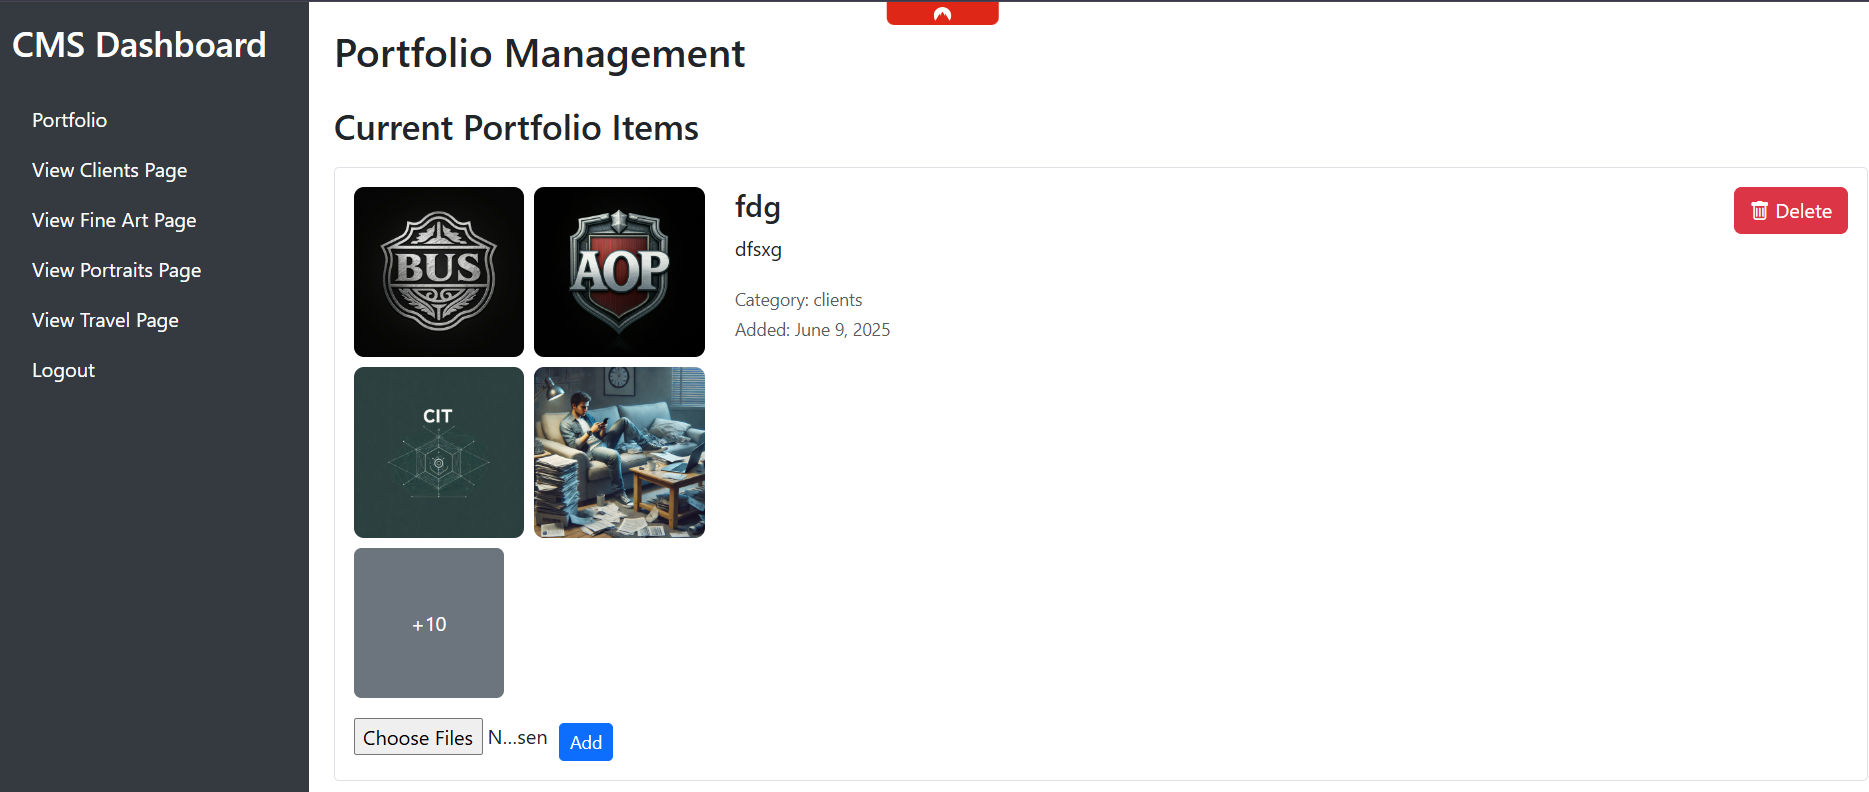 CMS Dashboard
Portfolio
View Clients Page
View Fine Art Page
View Portraits Page
View Travel Page
Logout
Portfolio Management
Current Portfolio Items
BUS
AOP
CIT
+10
fdg
dfsxg
Category: clients
Added: June 9, 2025
Delete
Choose Files N...sen Add